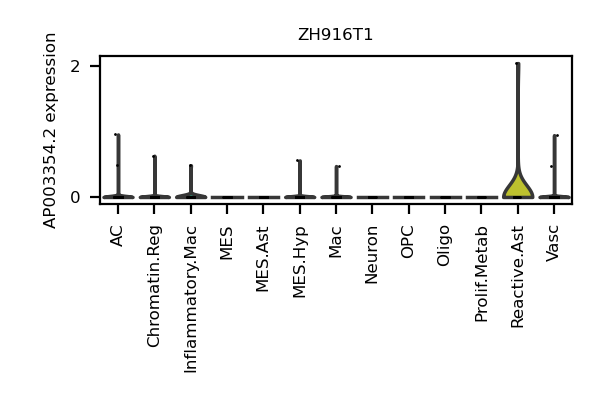 ZH916T1
AP003354.2 expression
2
0
AC
Chromatin.Reg
Inflammatory.Mac
MES
MES.Ast
MES.Hyp
Mac
Neuron
OPC
Oligo
Prolif.Metab
Reactive.Ast
Vasc